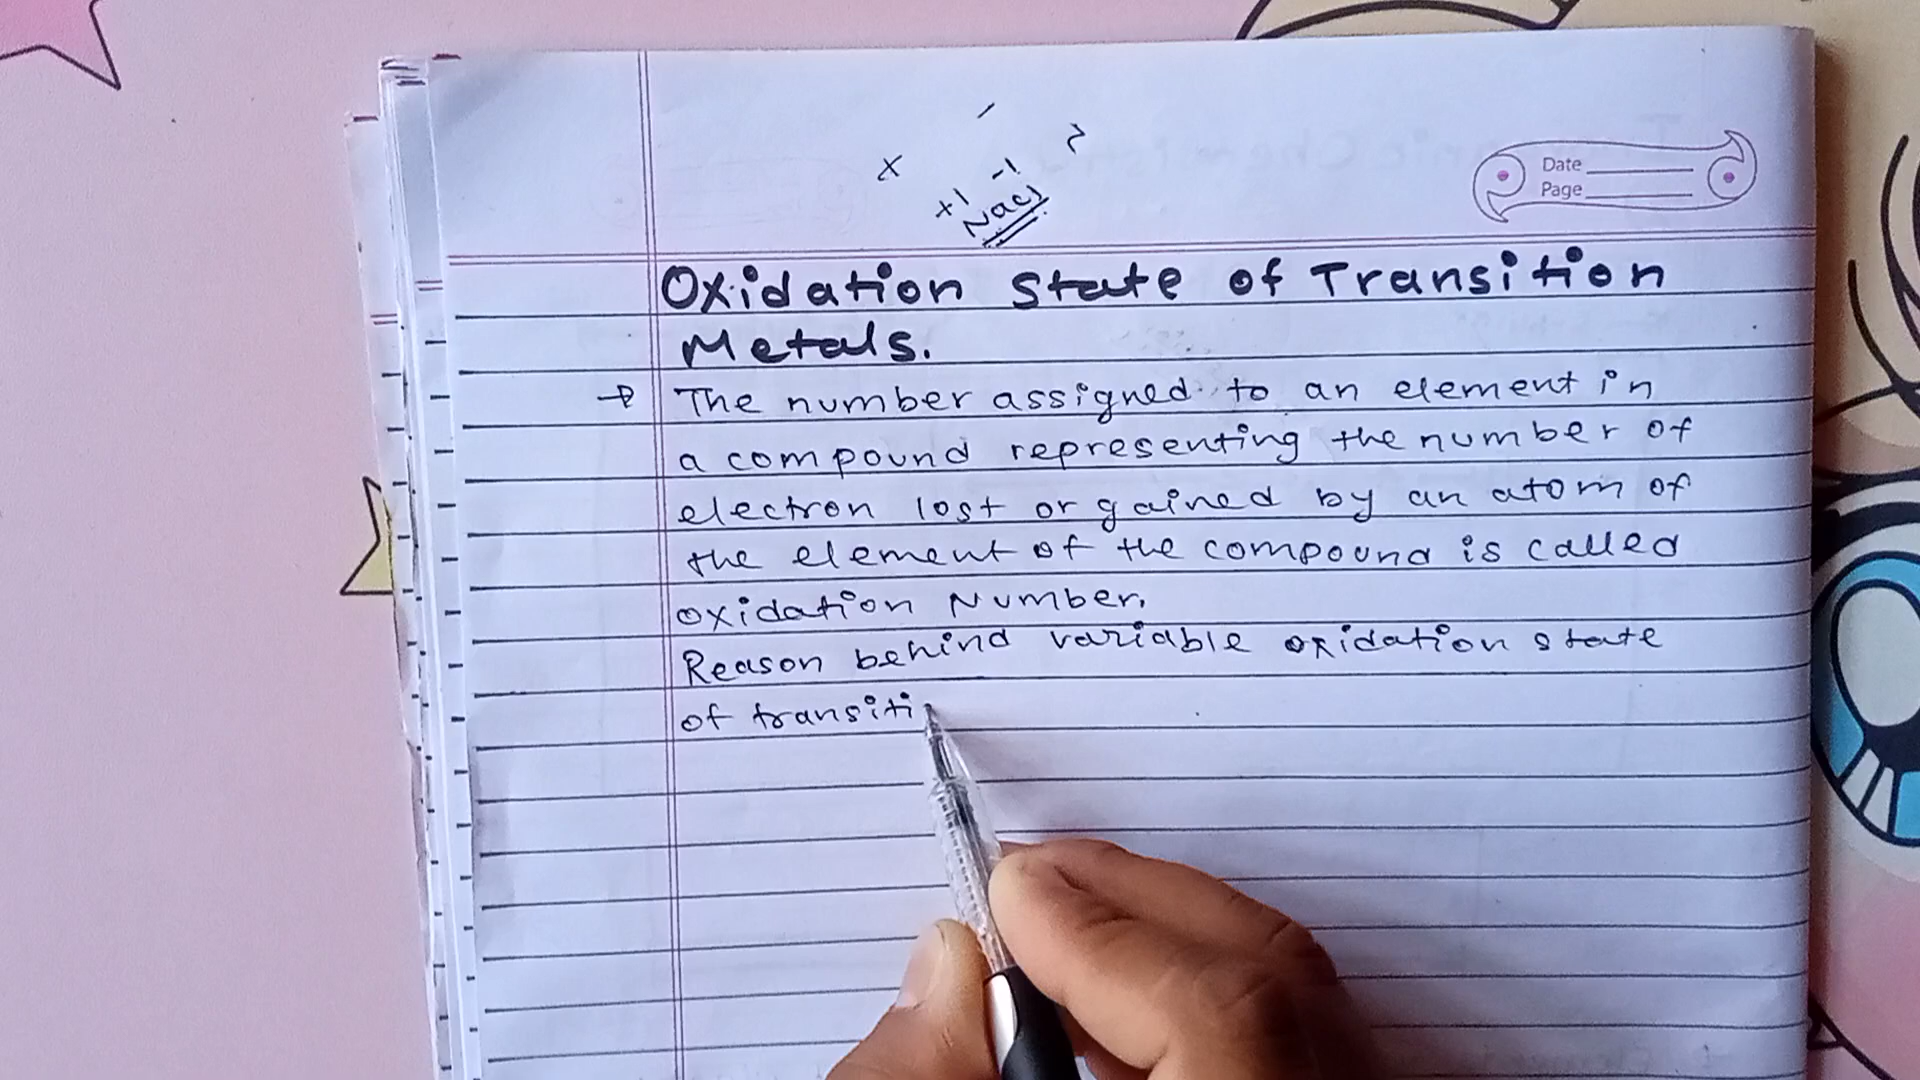 +1 -1
NaCl
Date
Page
Oxidation state of Transition
Metals.
The number assigned to an element in
a compound representing the number of
electron lost or gained by an atom of
the element of the compound is called
oxidation Number.
Reason behind variable oxidation state
of transiti